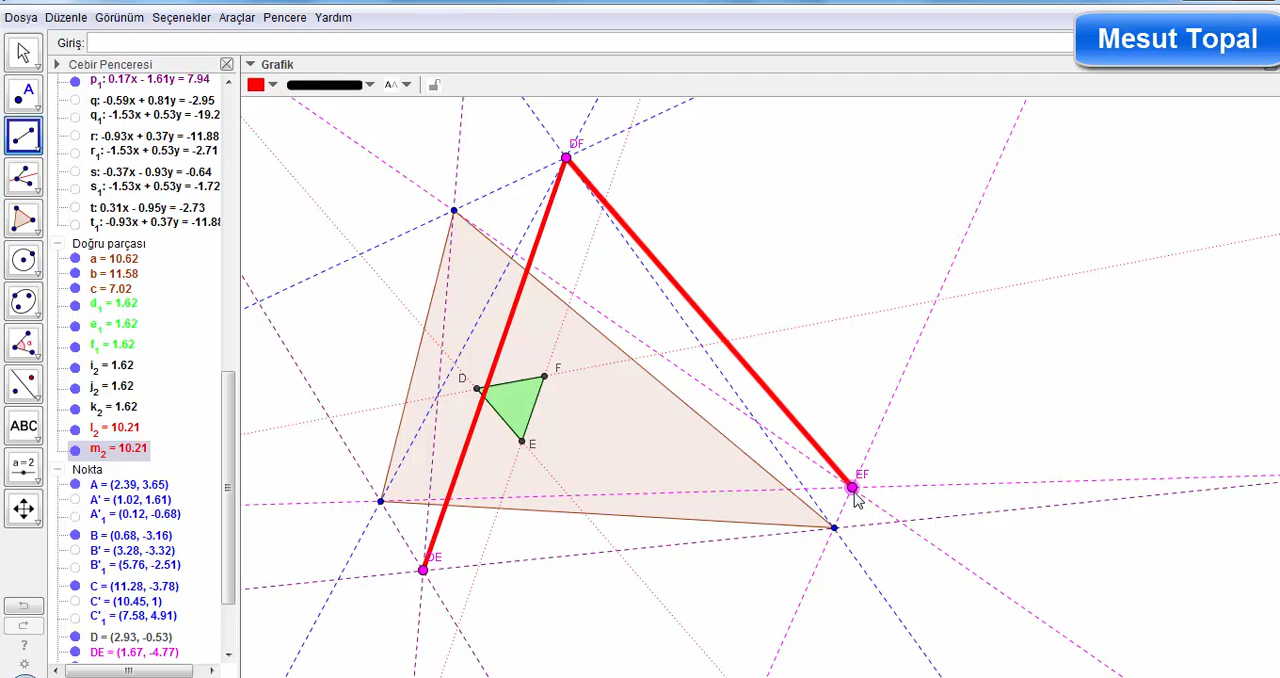 Dosya Düzenle Görünüm Seçenekler Araçlar Pencere Yardım
Mesut Topal
Giriş:
Cebir Penceresi
Grafik
p₁: 0.17x - 1.61y = 7.94
q: -0.59x + 0.81y = -2.95
q₁: -1.53x + 0.53y = -19.2
r: -0.93x + 0.37y = -11.88
r₁: -1.53x + 0.53y = -2.71
s: -0.37x - 0.93y = -0.64
s₁: -1.53x + 0.53y = -1.72
t: 0.31x - 0.95y = -2.73
t₁: -0.93x + 0.37y = -11.88
Doğru parçası
a = 10.62
b = 11.58
c = 7.02
d₁ = 1.62
e₁ = 1.62
f₁ = 1.62
i₂ = 1.62
j₂ = 1.62
k₂ = 1.62
l₂ = 10.21
m₂ = 10.21
Nokta
A = (2.39, 3.65)
A' = (1.02, 1.61)
A'₁ = (0.12, -0.68)
B = (0.68, -3.16)
B' = (3.28, -3.32)
B'₁ = (5.76, -2.51)
C = (11.28, -3.78)
C' = (10.45, 1)
C'₁ = (7.58, 4.91)
D = (2.93, -0.53)
DE = (1.67, -4.77)
A
α
ABC
a=2
?
AA
DF
D
F
E
EF
DE